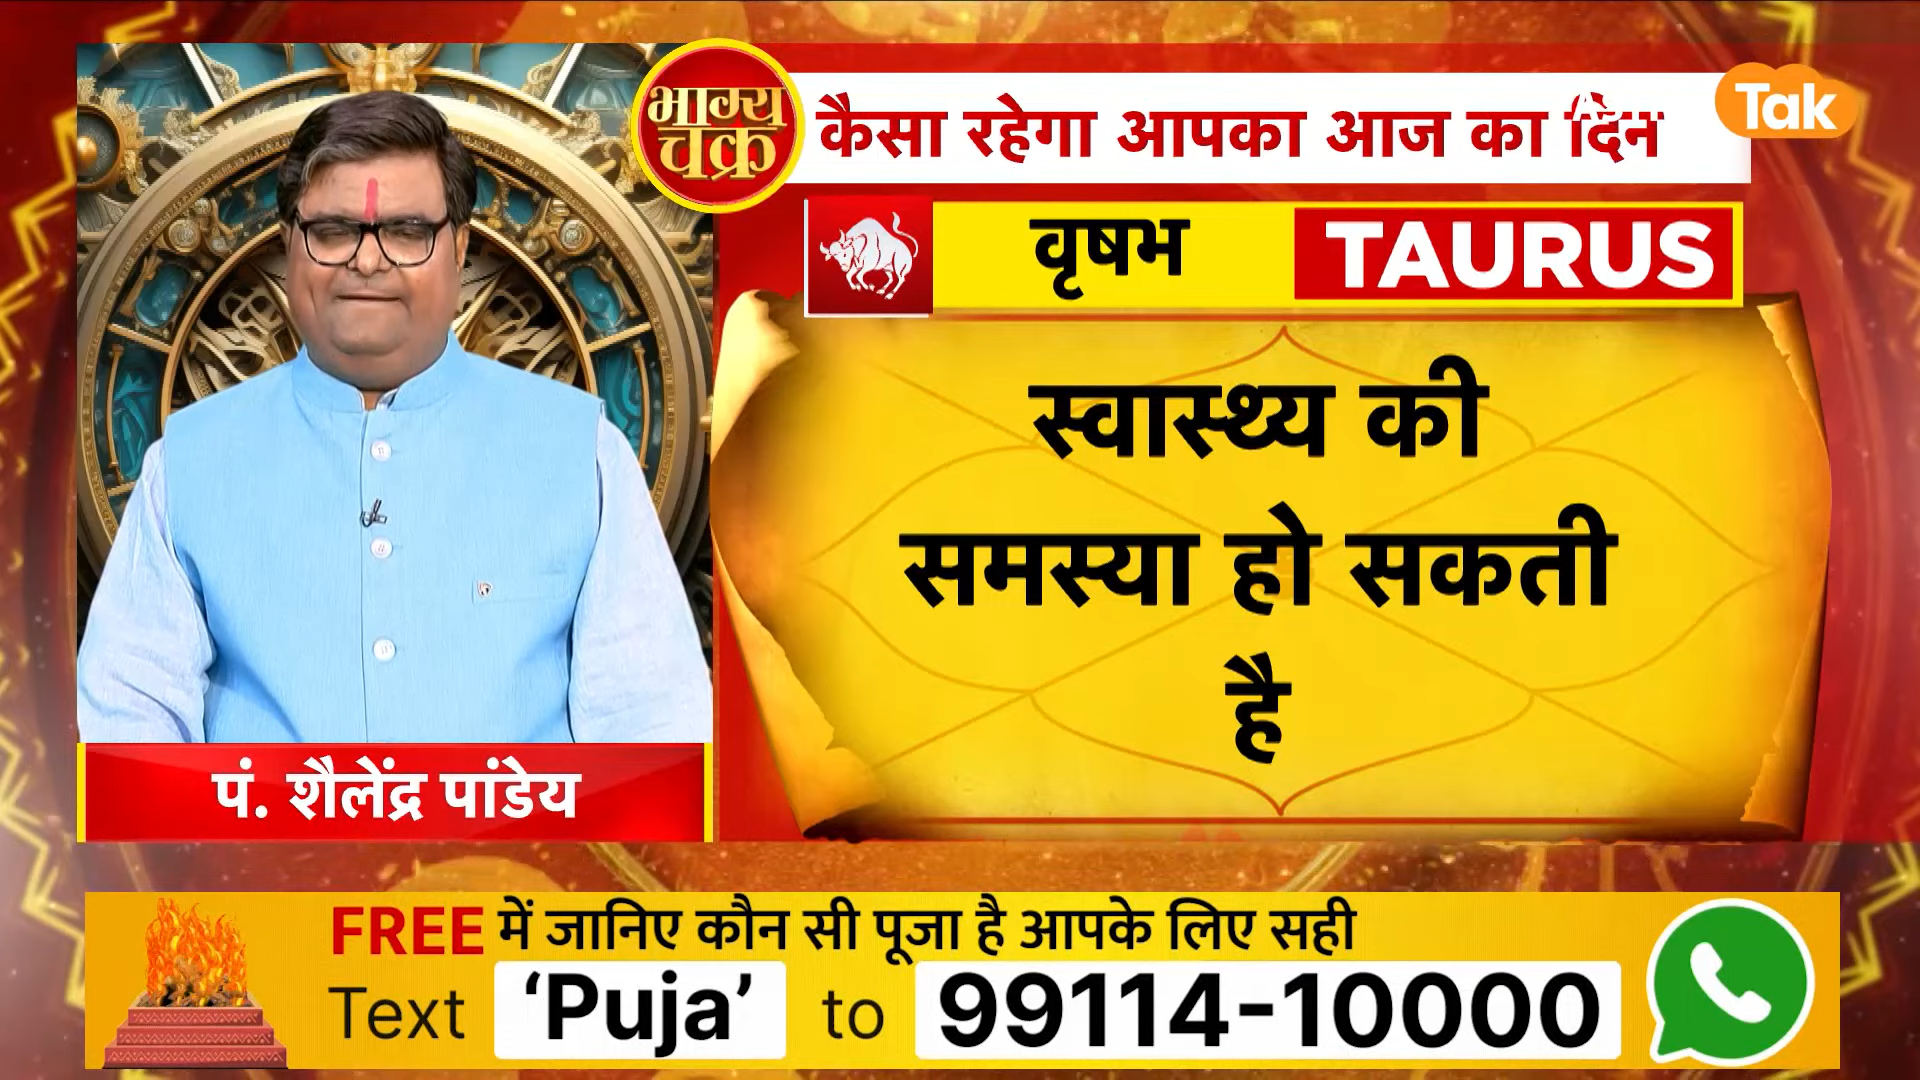 भाग्य
चक्र
कैसा रहेगा आपका आज का दिन
Tak
वृषभ
TAURUS
स्वास्थ्य की
समस्या हो सकती
है
पं. शैलेंद्र पांडेय
FREE में जानिए कौन सी पूजा है आपके लिए सही
Text 'Puja' to 99114-10000